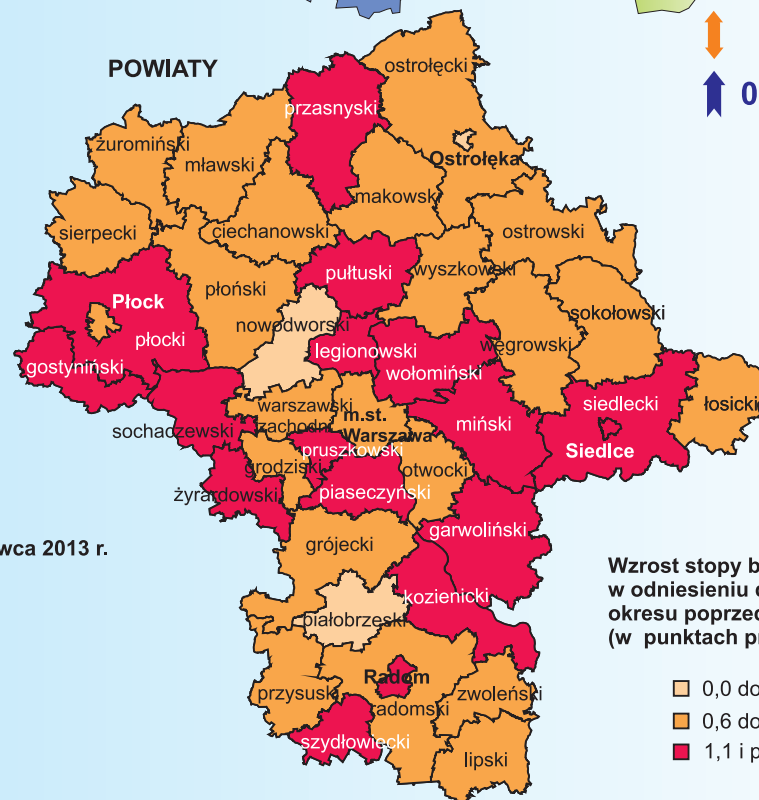 POWIATY
ostrołęcki
0
przasnyski
żuromiński
mławski
Ostrołęka
makowski
sierpecki
ciechanowski
ostrowski
pułtuski
wyszkowski
płoński
Płock
nowodworski
sokołowski
płocki
legionowski
węgrowski
gostyniński
wołomiński
siedlecki
łosicki
warszawski
zachodni
m.st.
Warszawa
sochaczewski
miński
pruszkowski
Siedlce
grodziski
otwocki
żyrardowski
piaseczyński
garwoliński
grójecki
wca 2013 r.
Wzrost stopy b
w odniesieniu
okresu poprzed
(w punktach p
kozienicki
białobrzeski
Radom
przysuski
zwoleński
radomski
szydłowiecki
lipski
0,0 do
0,6 do
1,1 i p